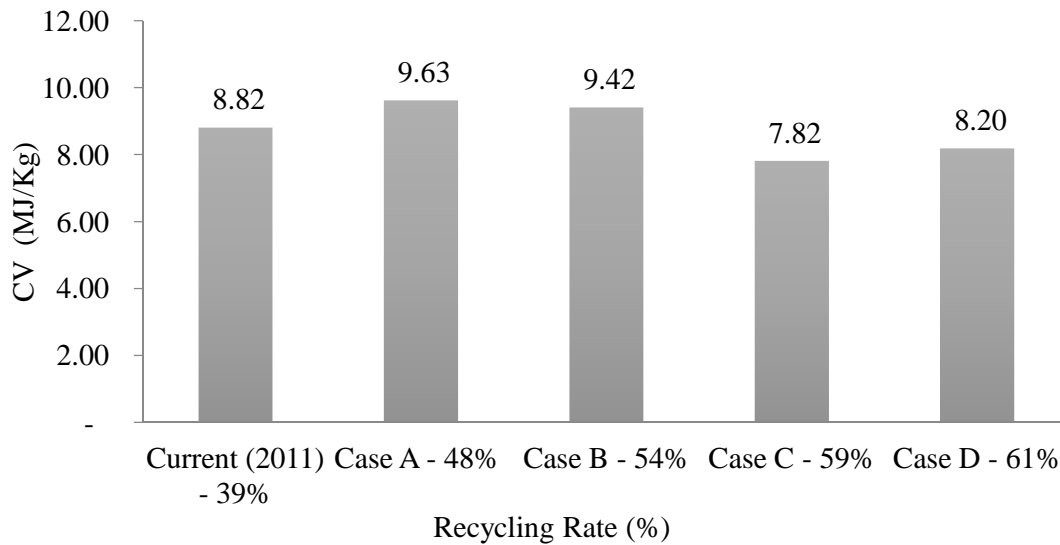 12.00
10.00
8.00
6.00
4.00
2.00
-
CV (MJ/Kg)
8.82
9.63
9.42
7.82
8.20
Current (2011) - 39%
Case A - 48%
Case B - 54%
Case C - 59%
Case D - 61%
Recycling Rate (%)